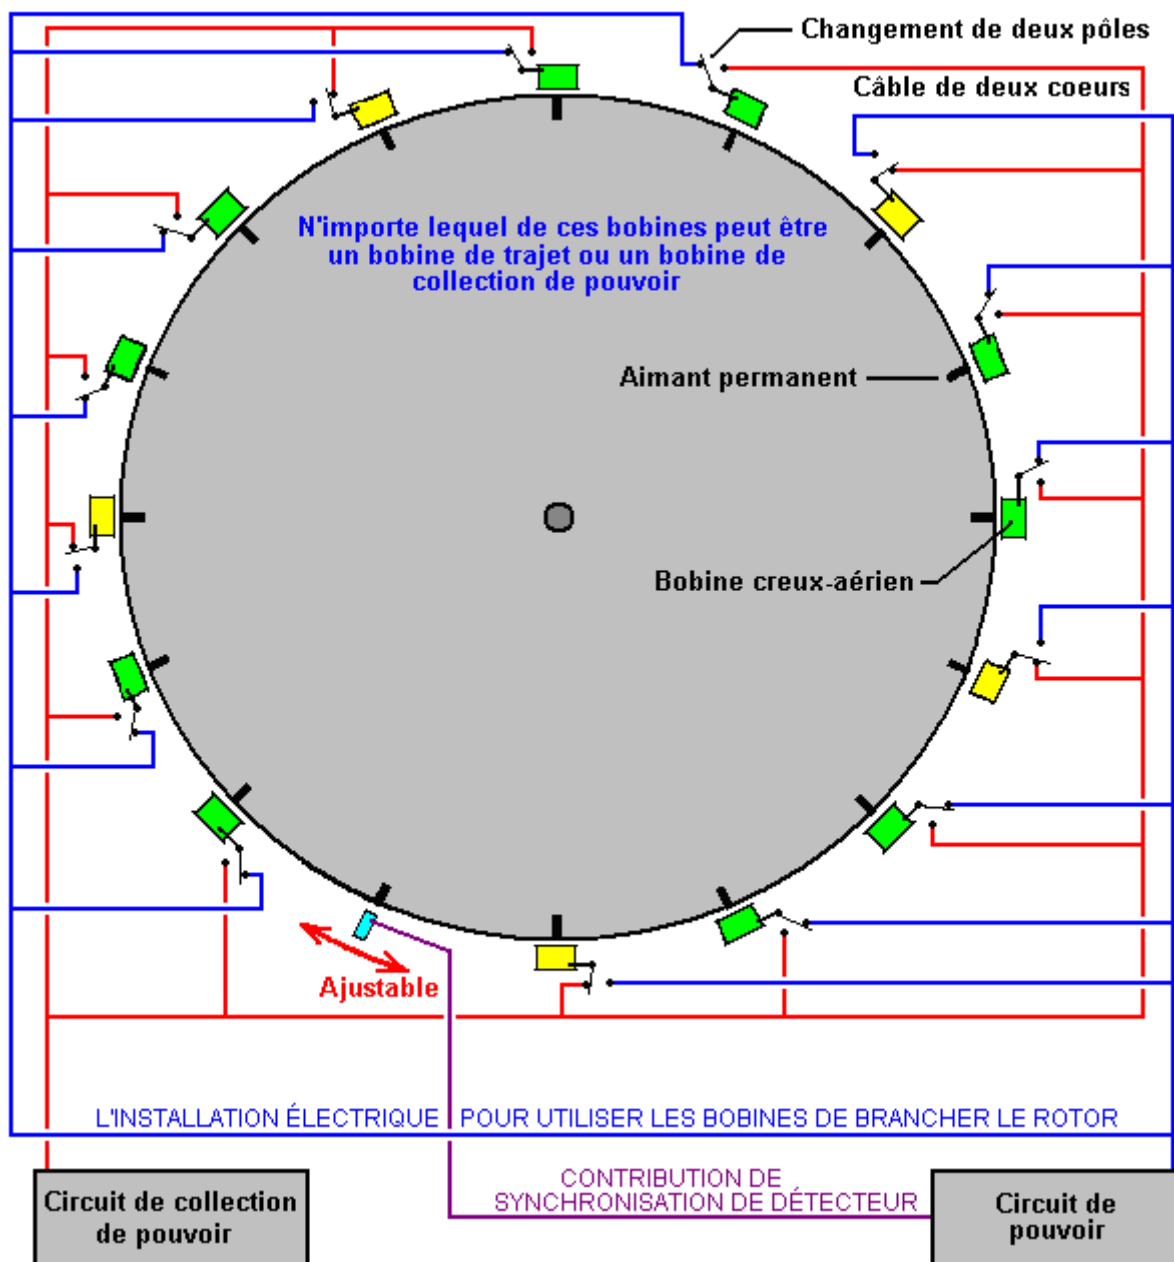 Changement de deux pôles
Câble de deux coeurs
N'importe lequel de ces bobines peut être
un bobine de trajet ou un bobine de
collection de pouvoir
Aimant permanent
Bobine creux-aérien
Ajustable
L'INSTALLATION ÉLECTRIQUE POUR UTILISER LES BOBINES DE BRANCHER LE ROTOR
CONTRIBUTION DE
SYNCHRONISATION DE DÉTECTEUR
Circuit de collection
de pouvoir
Circuit de
pouvoir